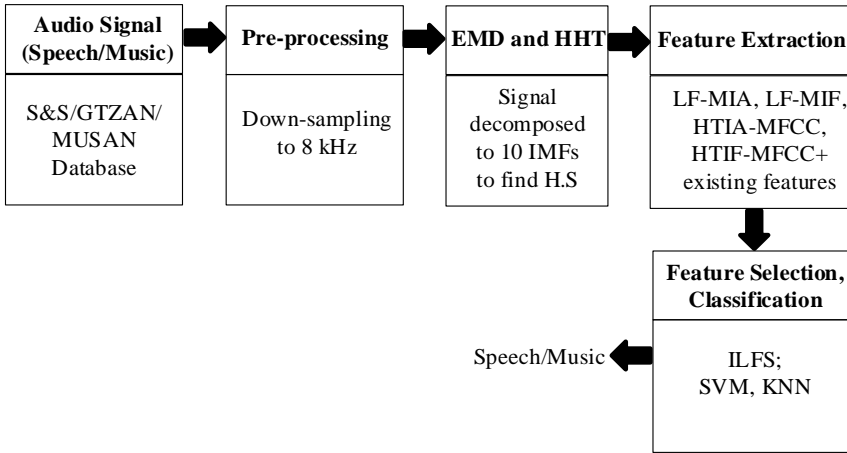 Audio Signal
(Speech/Music)
S&S/GTZAN/
MUSAN
Database
Pre-processing
Down-sampling
to 8 kHz
EMD and HHT
Signal
decomposed
to 10 IMFs
to find H.S
Feature Extraction
LF-MIA, LF-MIF,
HTIA-MFCC,
HTIF-MFCC+
existing features
Feature Selection,
Classification
ILFS;
SVM, KNN
Speech/Music